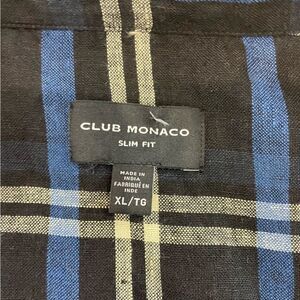 CLUB MONACO
SLIM FIT
MADE IN
INDIA
FABRIQUÉ EN
INDE
XL/TG